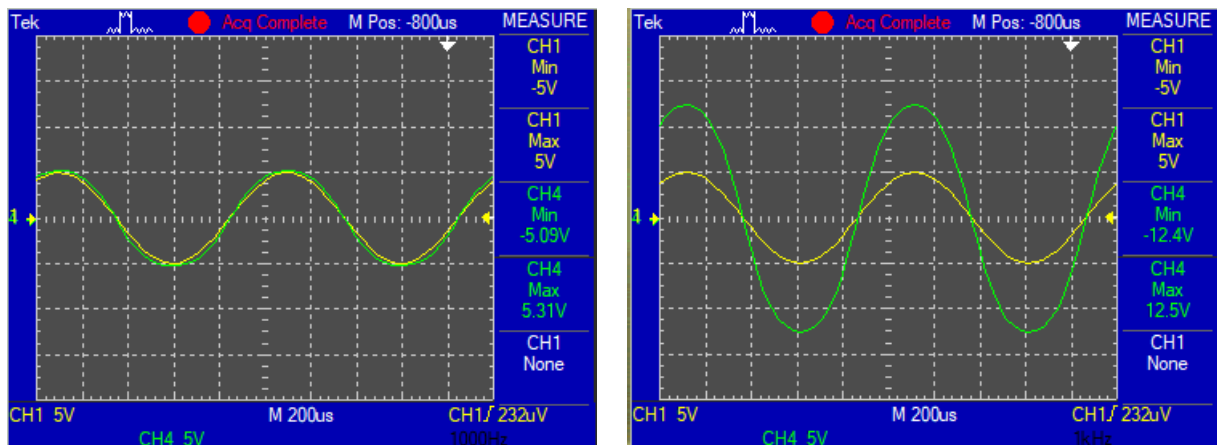 Tek Acq Complete M Pos: -800us MEASURE
CH1
Min
-5V
CH1
Max
5V
CH4
Min
-5.09V
CH4
Max
5.31V
CH1
None
1
CH1 5V M 200us CH1 232uV
CH4 5V 1000Hz
Tek Acq Complete M Pos: -800us MEASURE
CH1
Min
-5V
CH1
Max
5V
CH4
Min
-12.4V
CH4
Max
12.5V
CH1
None
1
CH1 5V M 200us CH1 232uV
CH4 5V 1kHz